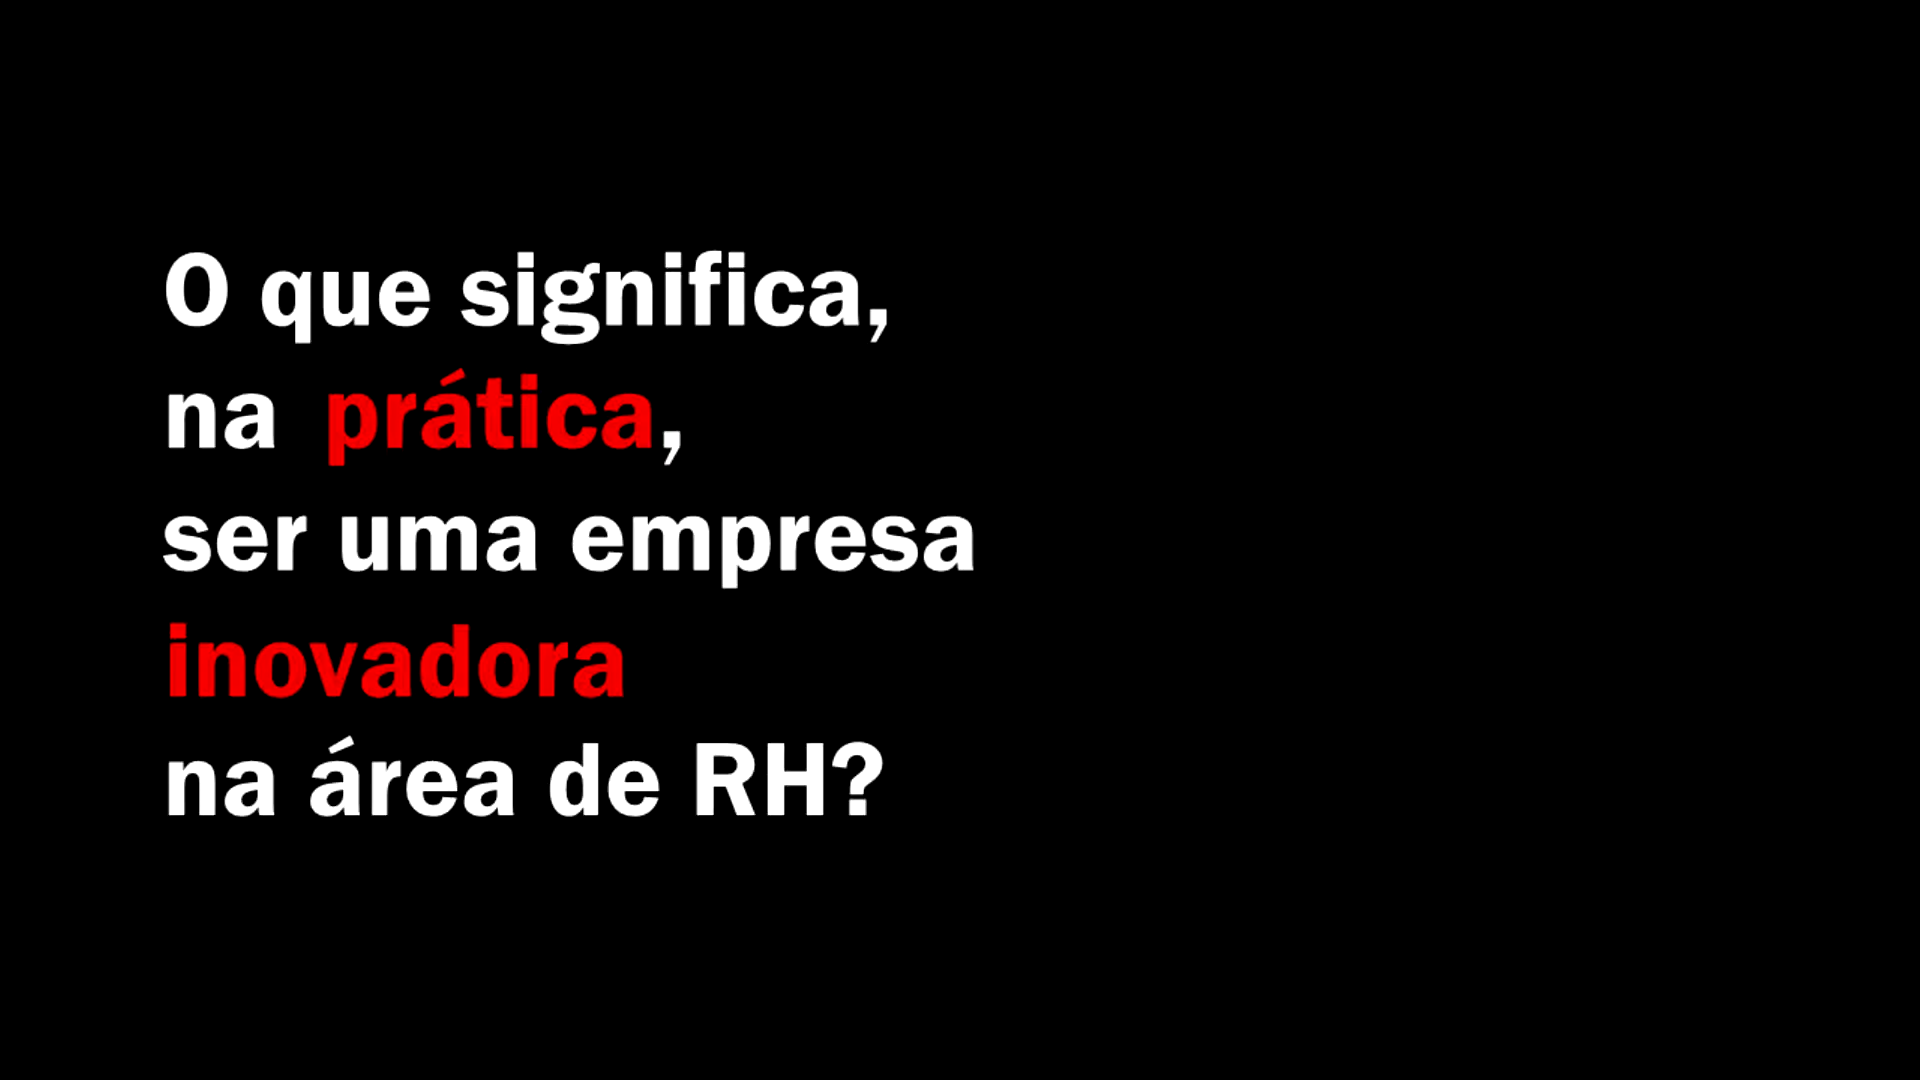 O que significa,
na prática,
ser uma empresa
inovadora
na área de RH?